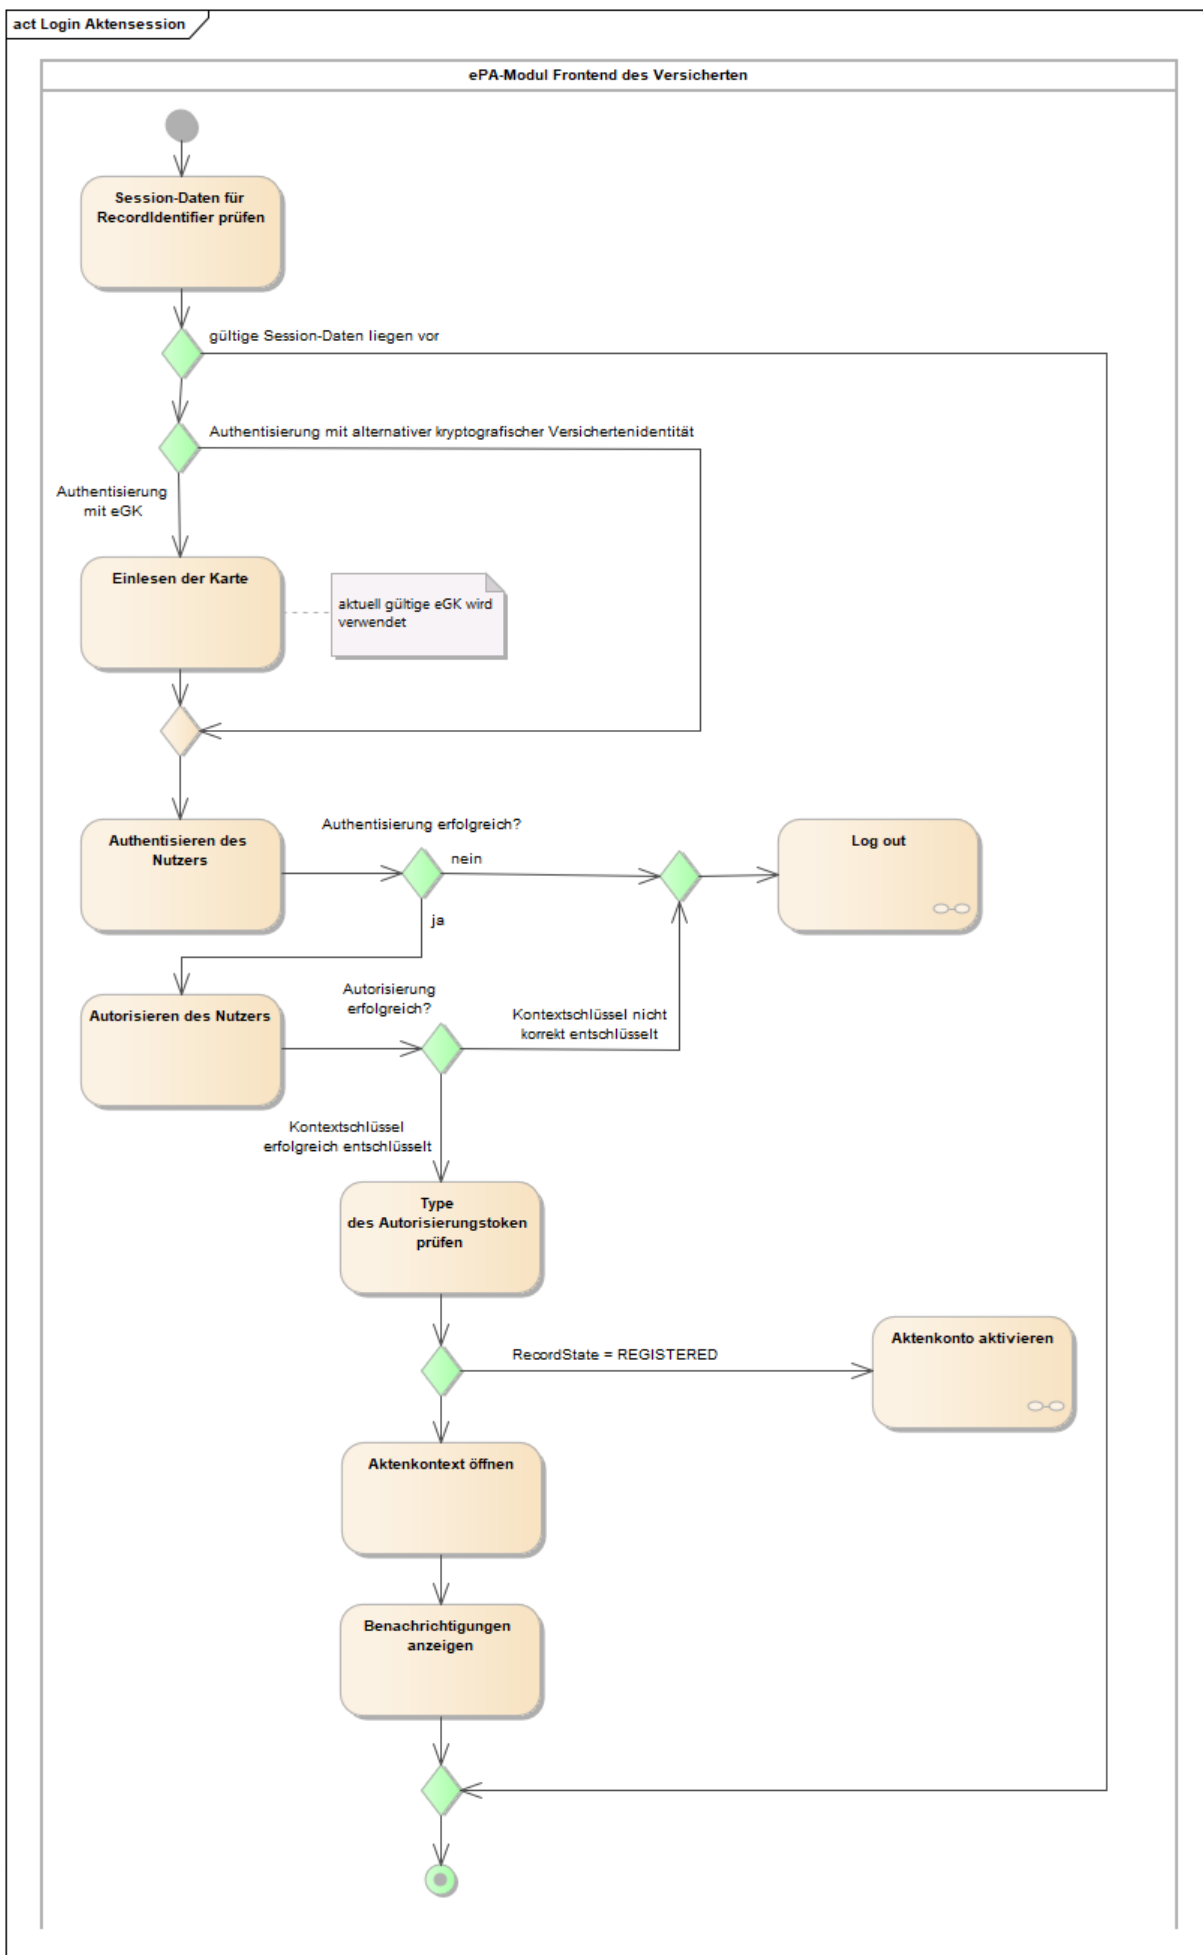 act Login Aktensession
ePA-Modul Frontend des Versicherten
Session-Daten für
RecordIdentifier prüfen
gültige Session-Daten liegen vor
Authentisierung mit alternativer kryptografischer Versichertenidentität
Authentisierung
mit eGK
Einlesen der Karte
aktuell gültige eGK wird
verwendet
Authentisieren des
Nutzers
Authentisierung erfolgreich?
nein
ja
Log out
Autorisieren des Nutzers
Autorisierung
erfolgreich?
Kontextschlüssel nicht
korrekt entschlüsselt
Kontextschlüssel
erfolgreich entschlüsselt
Type
des Autorisierungstoken
prüfen
RecordState = REGISTERED
Aktenkonto aktivieren
Aktenkontext öffnen
Benachrichtigungen
anzeigen